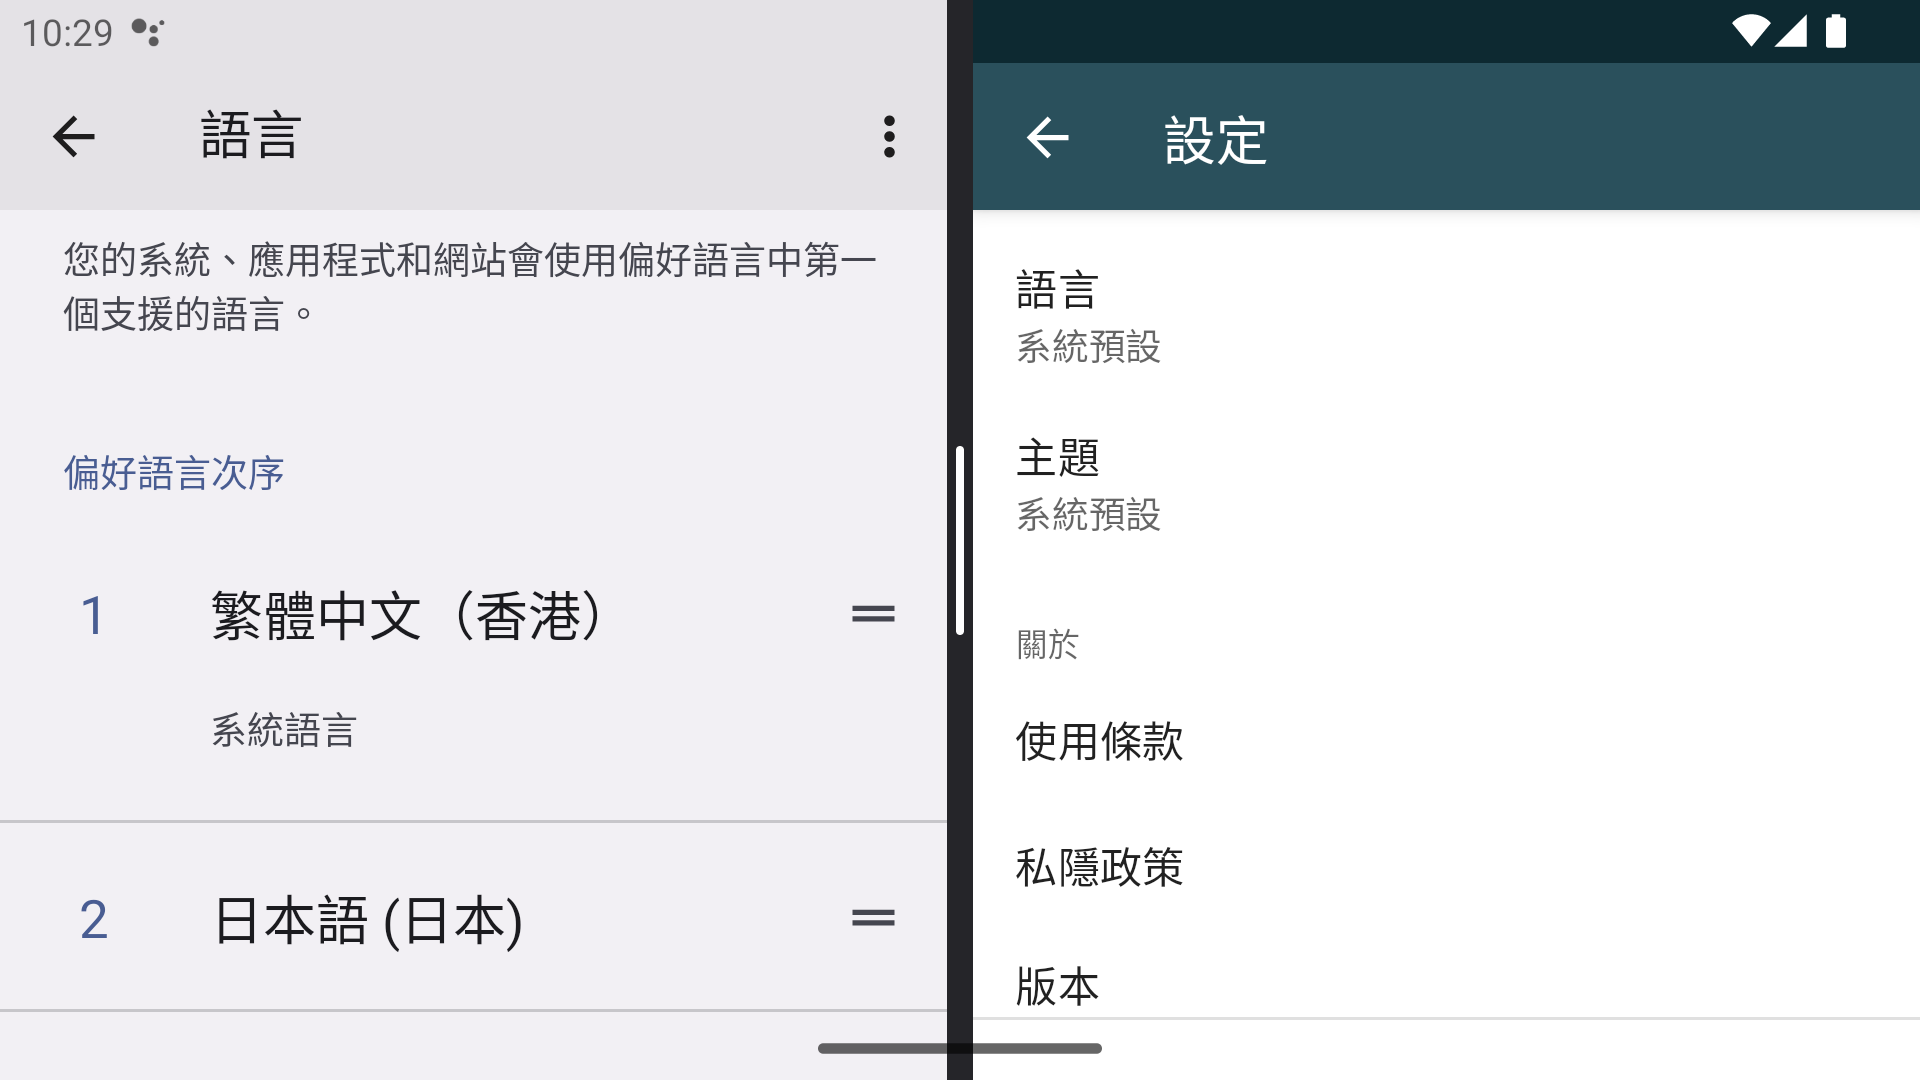 10:29
語言
您的系統、應用程式和網站會使用偏好語言中第一
個支援的語言。
偏好語言次序
1
繁體中文（香港）
系統語言
2
日本語 (日本)
設定
語言
系統預設
主題
系統預設
關於
使用條款
私隱政策
版本